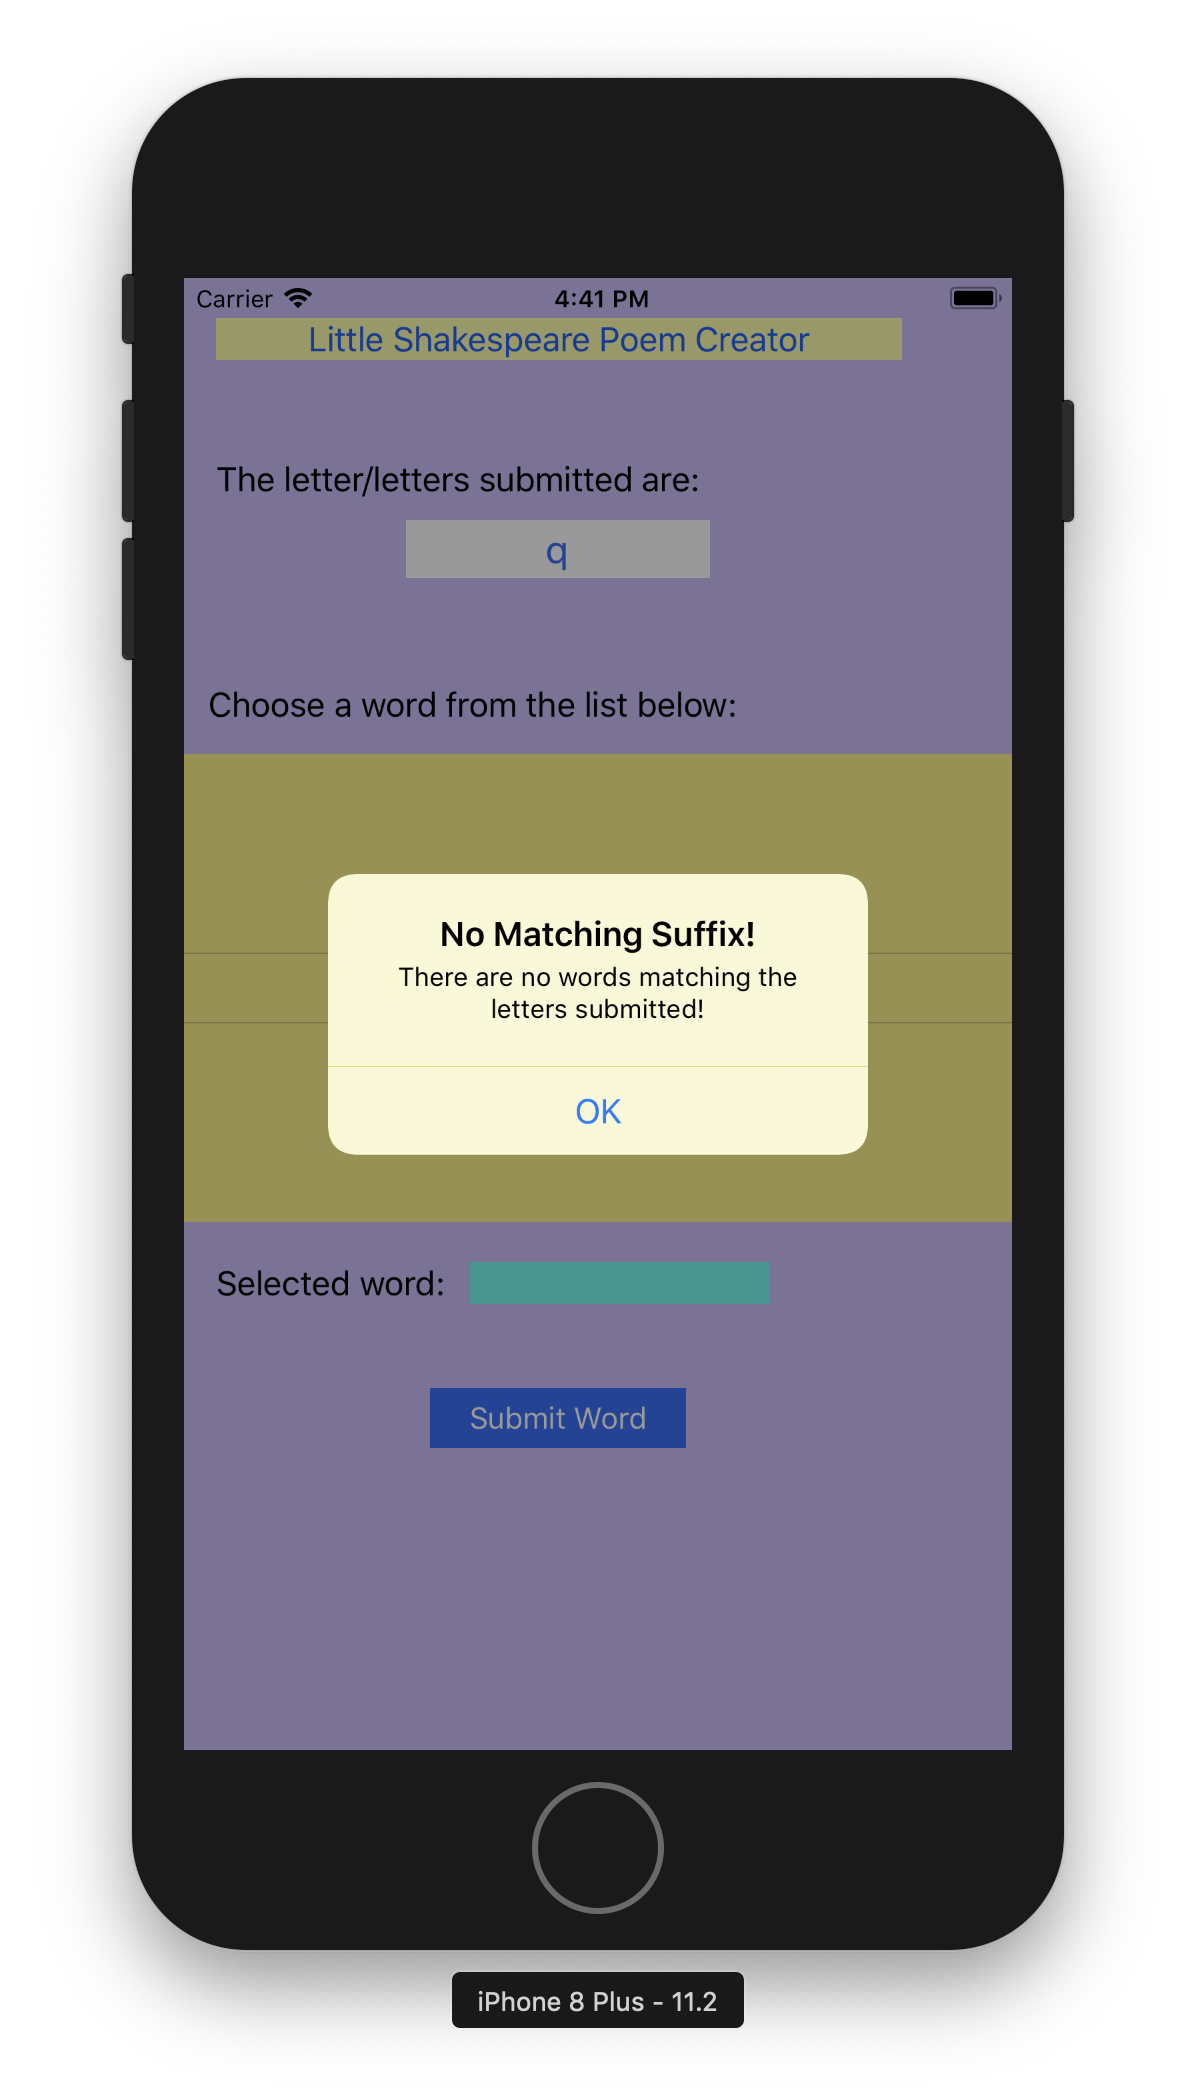 Carrier 4:41 PM
Little Shakespeare Poem Creator
The letter/letters submitted are:
q
Choose a word from the list below:
No Matching Suffix!
There are no words matching the
letters submitted!
OK
Selected word:
Submit Word
iPhone 8 Plus - 11.2